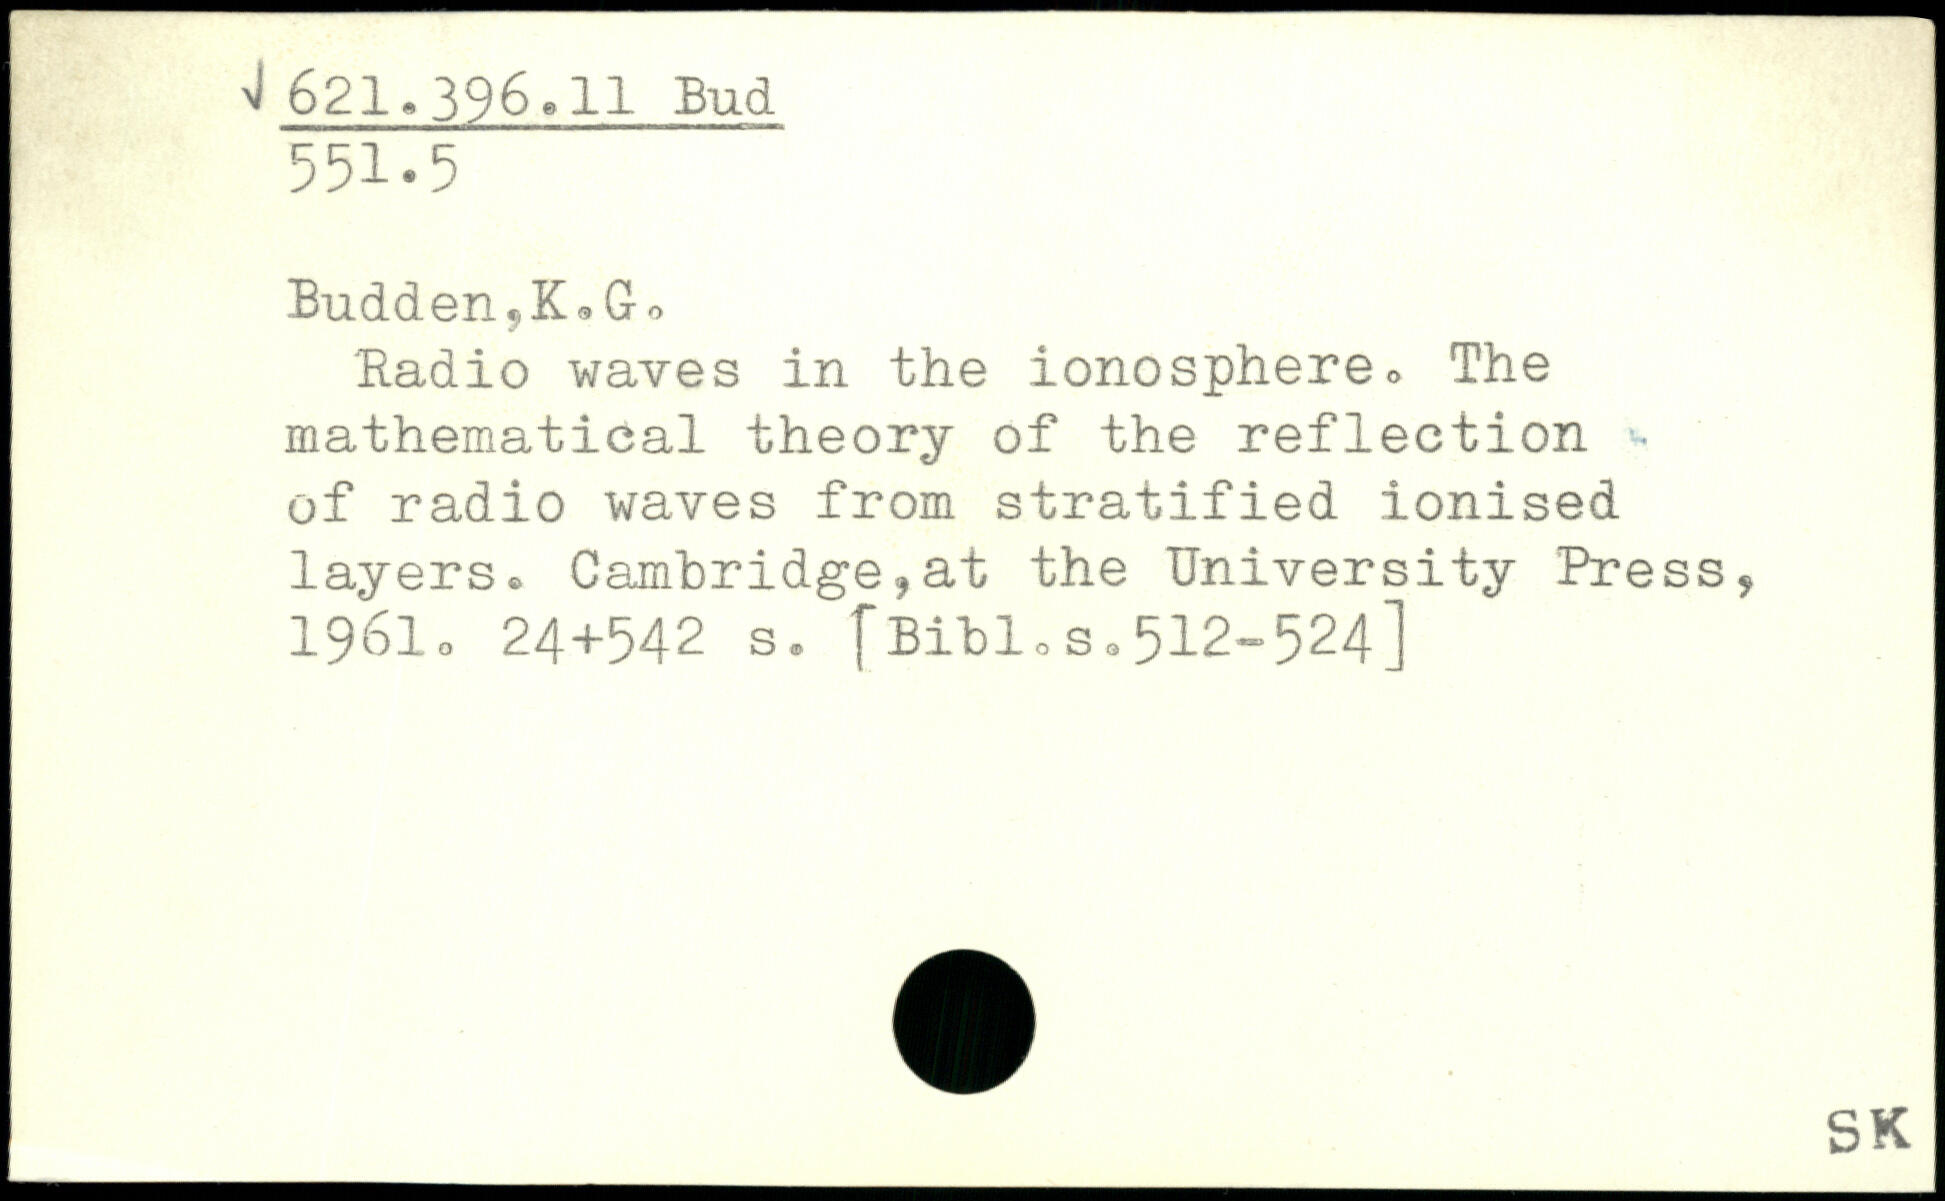 √ 621.396.11 Bud
551.5
Budden,K.G.
Radio waves in the ionosphere. The
mathematical theory of the reflection
of radio waves from stratified ionised
layers. Cambridge,at the University Press,
1961. 24+542 s. [Bibl.s.512-524]
SK